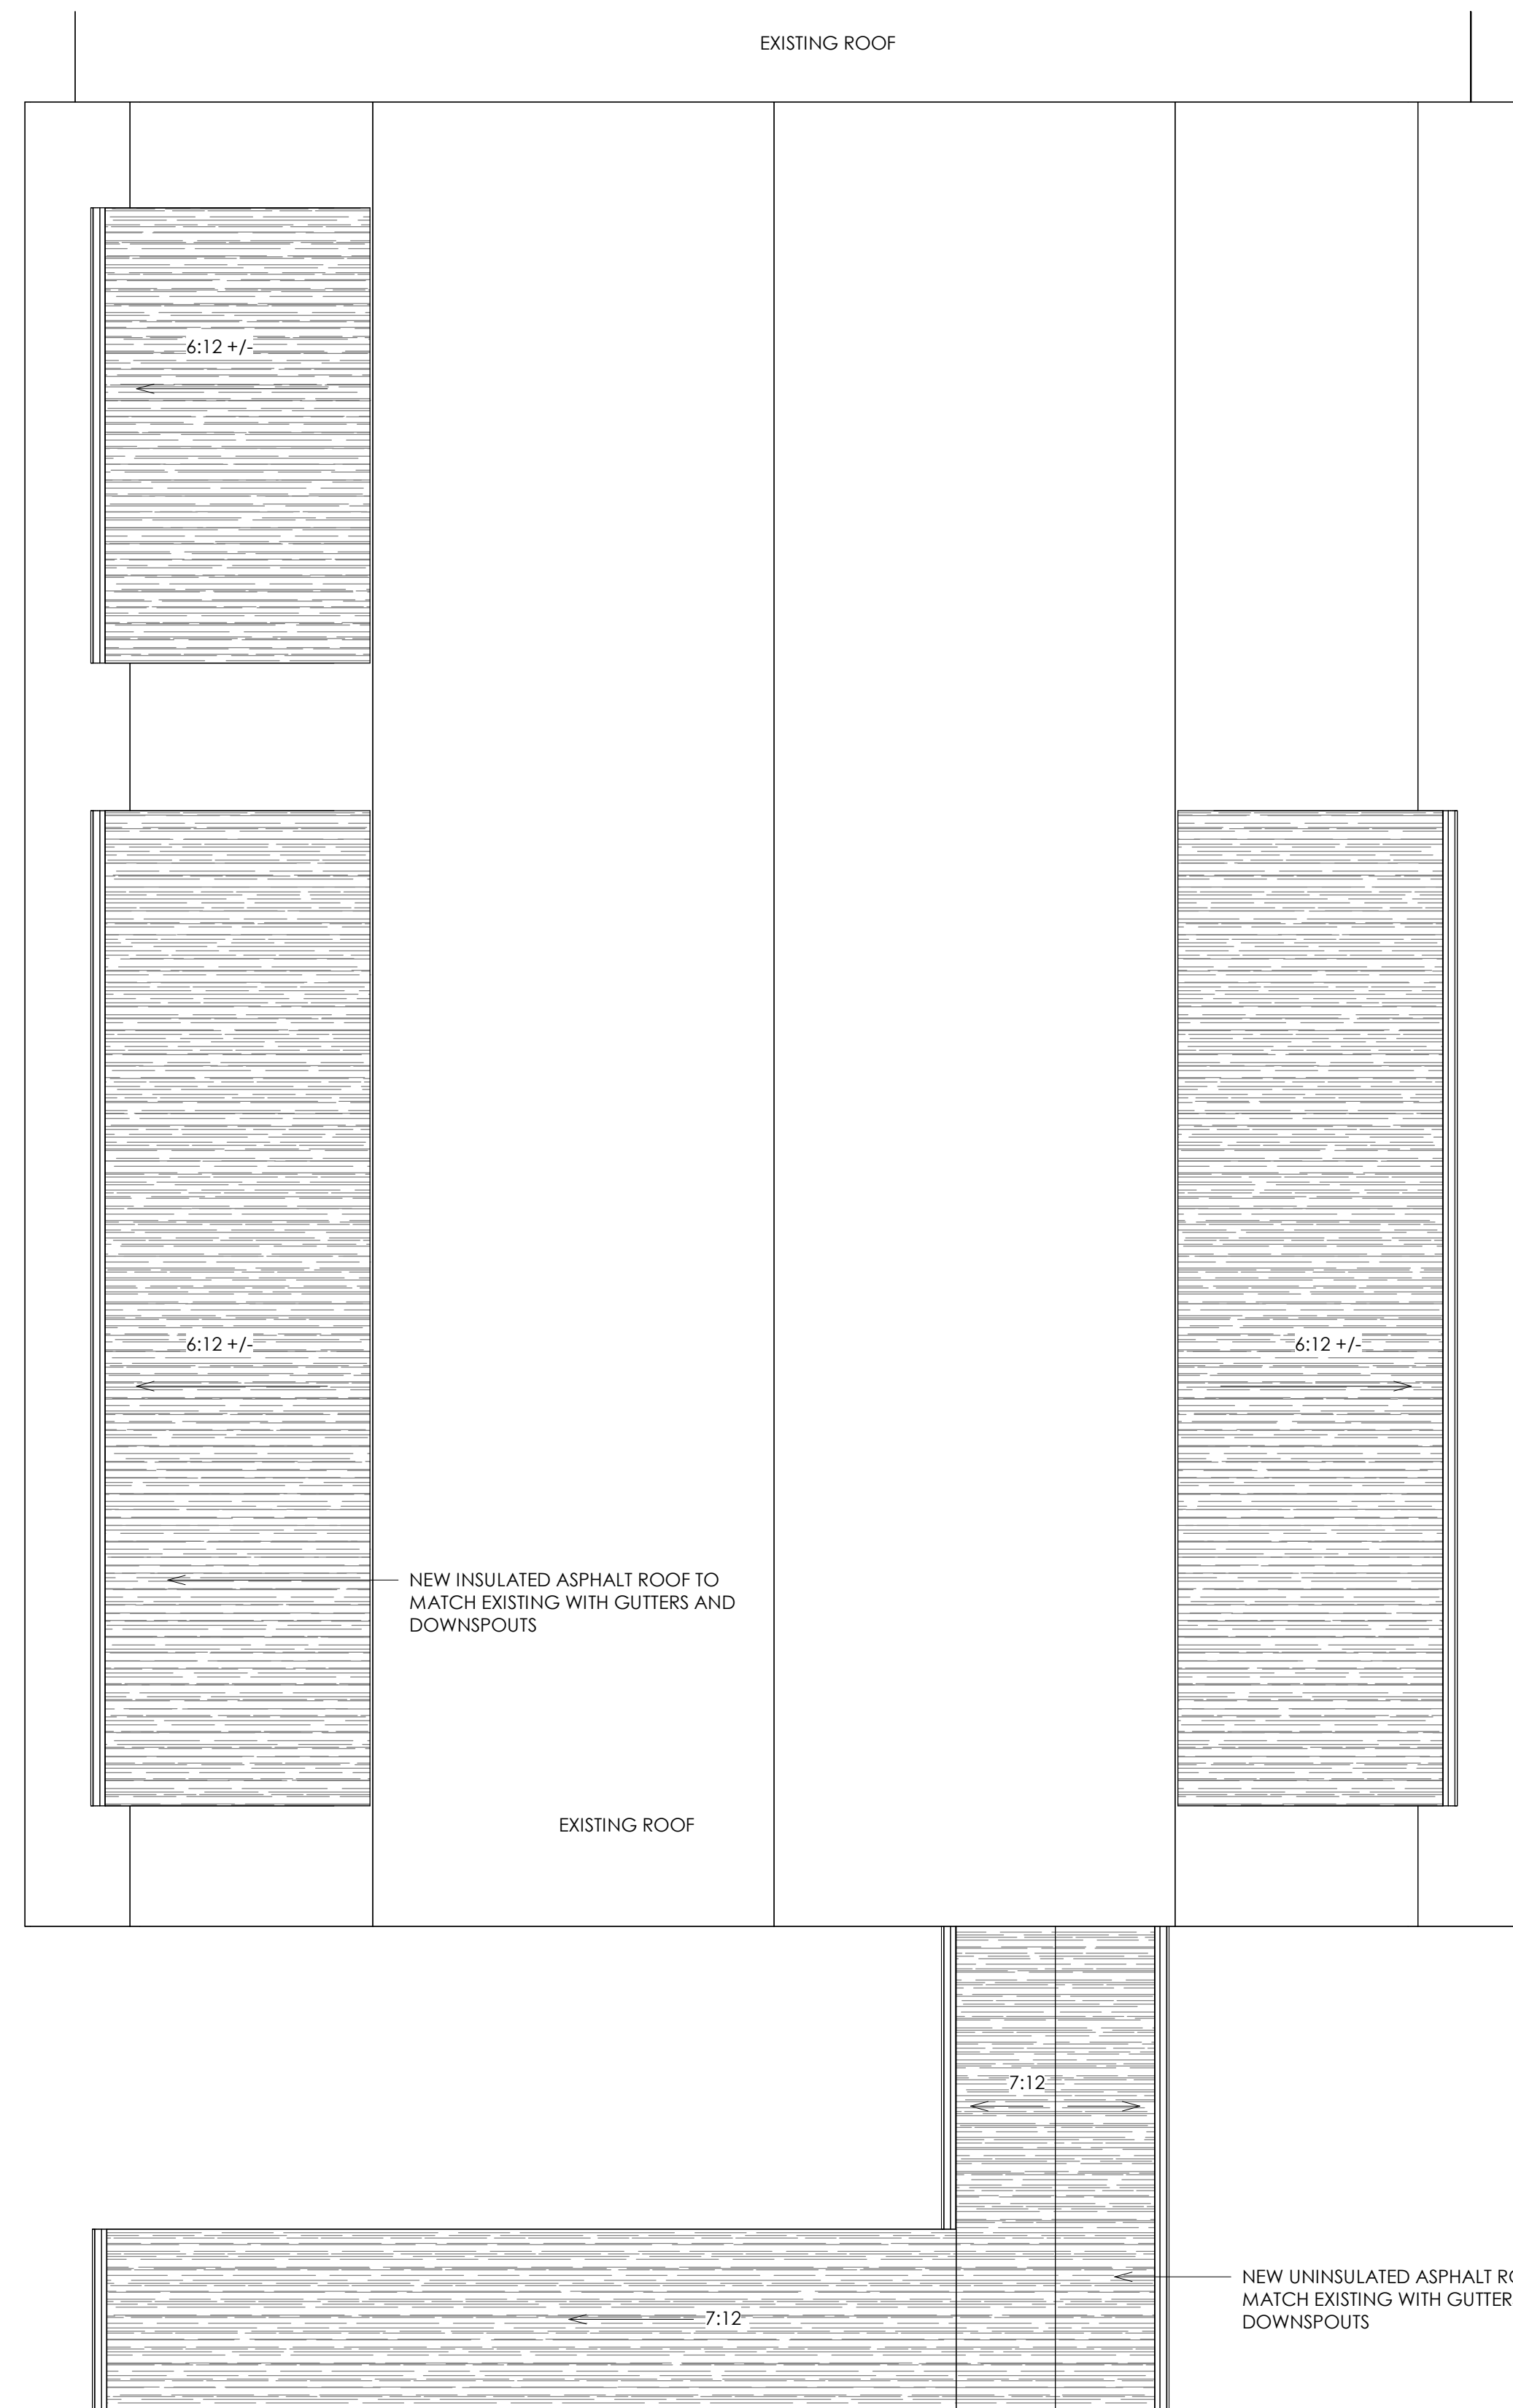 EXISTING ROOF
6:12 +/-
6:12 +/-
6:12 +/-
NEW INSULATED ASPHALT ROOF TO
MATCH EXISTING WITH GUTTERS AND
DOWNSPOUTS
EXISTING ROOF
7:12
NEW UNINSULATED ASPHALT
MATCH EXISTING WITH GUTTER
DOWNSPOUTS
7:12